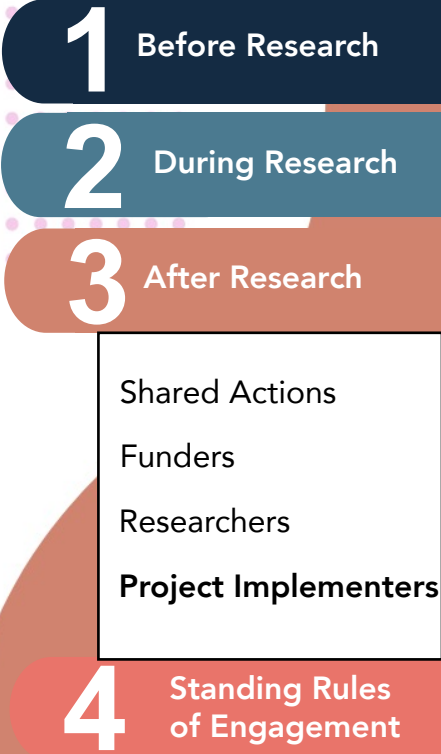 1 Before Research
2 During Research
3 After Research
Shared Actions
Funders
Researchers
Project Implementers
4 Standing Rules
of Engagement